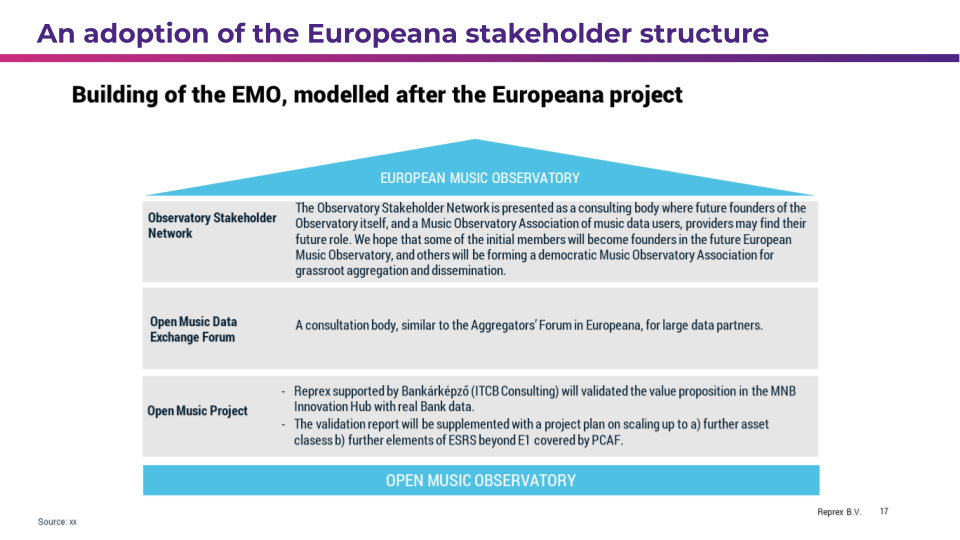 An adoption of the Europeana stakeholder structure
Building of the EMO, modelled after the Europeana project
EUROPEAN MUSIC OBSERVATORY
Observatory Stakeholder
Network
The Observatory Stakeholder Network is presented as a consulting body where future founders of the
Observatory itself, and a Music Observatory Association of music data users, providers may find their
future role. We hope that some of the initial members will become founders in the future European
Music Observatory, and others will be forming a democratic Music Observatory Association for
grassroot aggregation and dissemination.
Open Music Data
Exchange Forum
A consultation body, similar to the Aggregators' Forum in Europeana, for large data partners.
Open Music Project
- Reprex supported by Bankárképző (ITCB Consulting) will validated the value proposition in the MNB
Innovation Hub with real Bank data.
- The validation report will be supplemented with a project plan on scaling up to a) further asset
clasess b) further elements of ESRS beyond E1 covered by PCAF.
OPEN MUSIC OBSERVATORY
Reprex B.V. 17
Source: xx